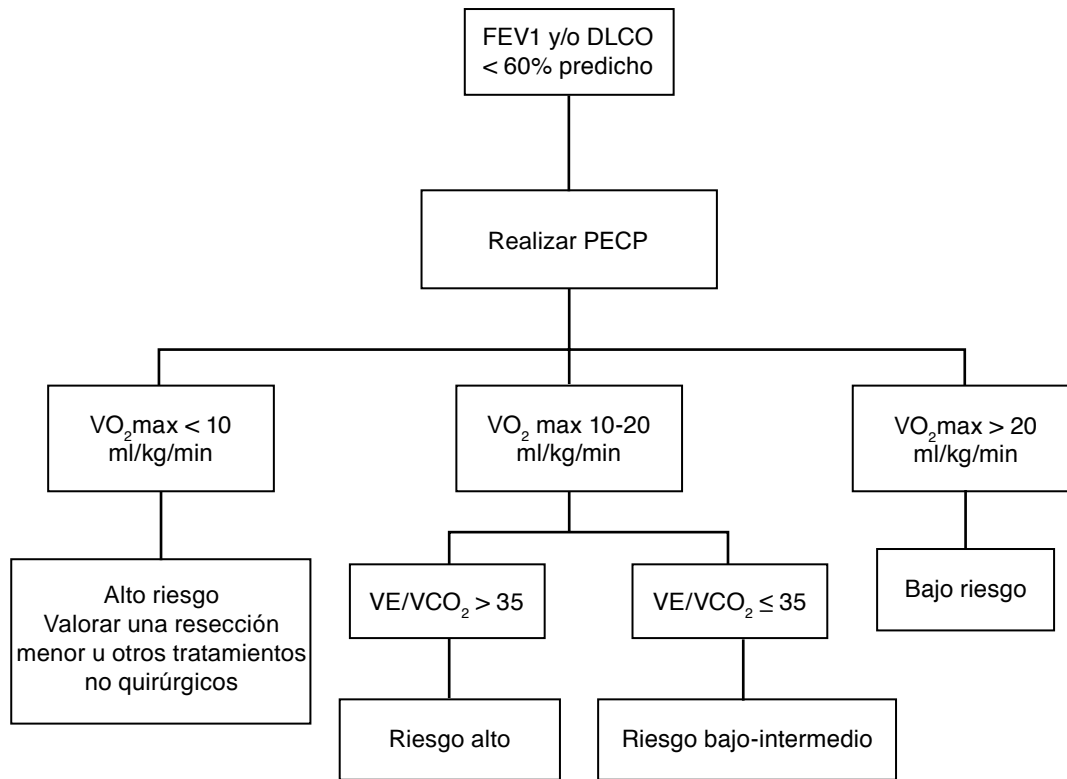 FEV1 y/o DLCO
< 60% predicho
Realizar PECP
VO₂max < 10
ml/kg/min
VO₂ max 10-20
ml/kg/min
VO₂max > 20
ml/kg/min
Alto riesgo
Valorar una resección
menor u otros tratamientos
no quirúrgicos
VE/VCO₂ > 35
VE/VCO₂ ≤ 35
Bajo riesgo
Riesgo alto
Riesgo bajo-intermedio